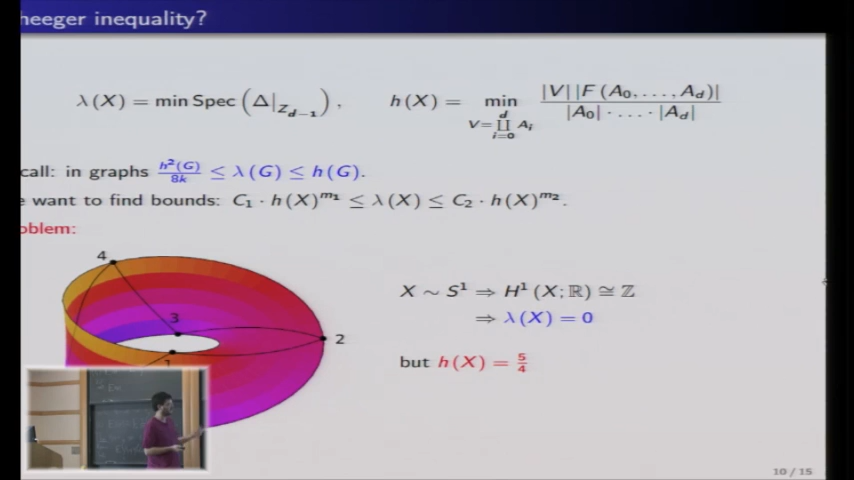 heeger inequality?
λ(X) = min Spec (Δ|_{Z_{d-1}}), h(X) = min_{V=∐_{i=0}^{d} A_i} |V||F(A_0,...,A_d)| / |A_0|·...·|A_d|
call: in graphs h²(G)/8k ≤ λ(G) ≤ h(G).
e want to find bounds: C_1 · h(X)^{m_1} ≤ λ(X) ≤ C_2 · h(X)^{m_2}.
oblem:
4
3
2
1
X ~ S¹ ⇒ H¹(X;ℝ) ≅ ℤ
⇒ λ(X) = 0
but h(X) = 5/4
10 / 15